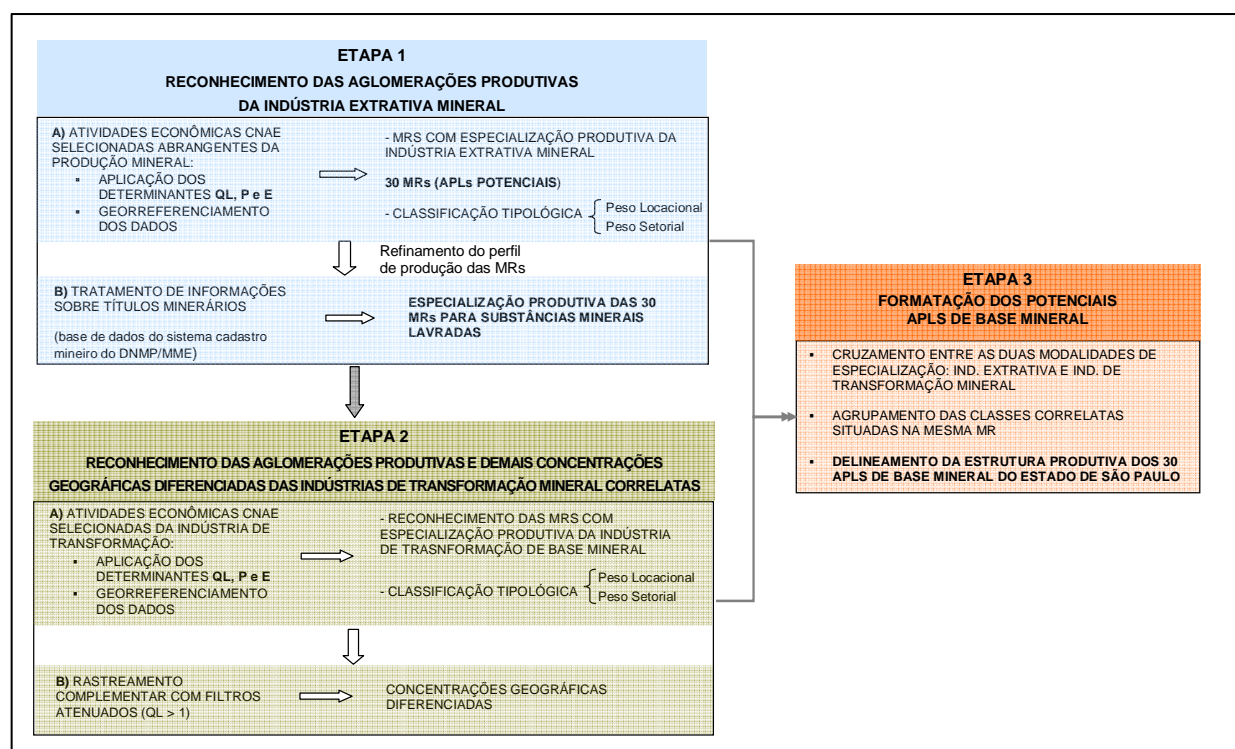 ETAPA 1
RECONHECIMENTO DAS AGLOMERAÇÕES PRODUTIVAS
DA INDÚSTRIA EXTRATIVA MINERAL
A) ATIVIDADES ECONÔMICAS CNAE
SELECIONADAS ABRANGENTES DA
PRODUÇÃO MINERAL:
▪ APLICAÇÃO DOS
DETERMINANTES QL, P e E
▪ GEORREFERENCIAMENTO
DOS DADOS
- MRS COM ESPECIALIZAÇÃO PRODUTIVA DA
INDÚSTRIA EXTRATIVA MINERAL
30 MRs (APLs POTENCIAIS)
- CLASSIFICAÇÃO TIPOLÓGICA
Peso Locacional
Peso Setorial
Refinamento do perfil
de produção das MRs
B) TRATAMENTO DE INFORMAÇÕES
SOBRE TÍTULOS MINERÁRIOS
(base de dados do sistema cadastro
mineiro do DNMP/MME)
ESPECIALIZAÇÃO PRODUTIVA DAS 30
MRs PARA SUBSTÂNCIAS MINERAIS
LAVRADAS
ETAPA 2
RECONHECIMENTO DAS AGLOMERAÇÕES PRODUTIVAS E DEMAIS CONCENTRAÇÕES
GEOGRÁFICAS DIFERENCIADAS DAS INDÚSTRIAS DE TRANSFORMAÇÃO MINERAL CORRELATAS
A) ATIVIDADES ECONÔMICAS CNAE
SELECIONADAS DA INDÚSTRIA DE
TRANSFORMAÇÃO:
▪ APLICAÇÃO DOS
DETERMINANTES QL, P e E
▪ GEORREFERENCIAMENTO
DOS DADOS
- RECONHECIMENTO DAS MRS COM
ESPECIALIZAÇÃO PRODUTIVA DA INDÚSTRIA
DE TRASNFORMAÇÃO DE BASE MINERAL
- CLASSIFICAÇÃO TIPOLÓGICA
Peso Locacional
Peso Setorial
B) RASTREAMENTO
COMPLEMENTAR COM FILTROS
ATENUADOS (QL > 1)
CONCENTRAÇÕES GEOGRÁFICAS
DIFERENCIADAS
ETAPA 3
FORMATAÇÃO DOS POTENCIAIS
APLS DE BASE MINERAL
▪ CRUZAMENTO ENTRE AS DUAS MODALIDADES DE
ESPECIALIZAÇÃO: IND. EXTRATIVA E IND. DE
TRANSFORMAÇÃO MINERAL
▪ AGRUPAMENTO DAS CLASSES CORRELATAS
SITUADAS NA MESMA MR
▪ DELINEAMENTO DA ESTRUTURA PRODUTIVA DOS 30
APLS DE BASE MINERAL DO ESTADO DE SÃO PAULO